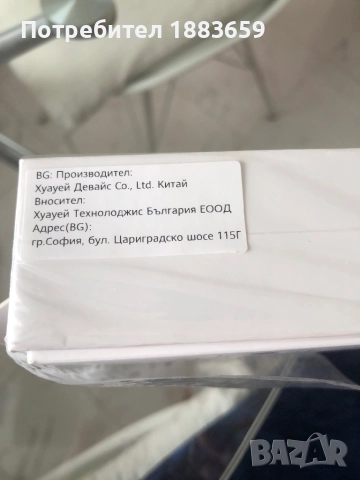 Потребител 1883659
BG: Производител:
Хуауей Девайс Co., Ltd. Китай
Вносител:
Хуауей Технолоджис България ЕООД
Адрес(BG):
гр.София, бул. Цариградско шосе 115Г
BAZAR